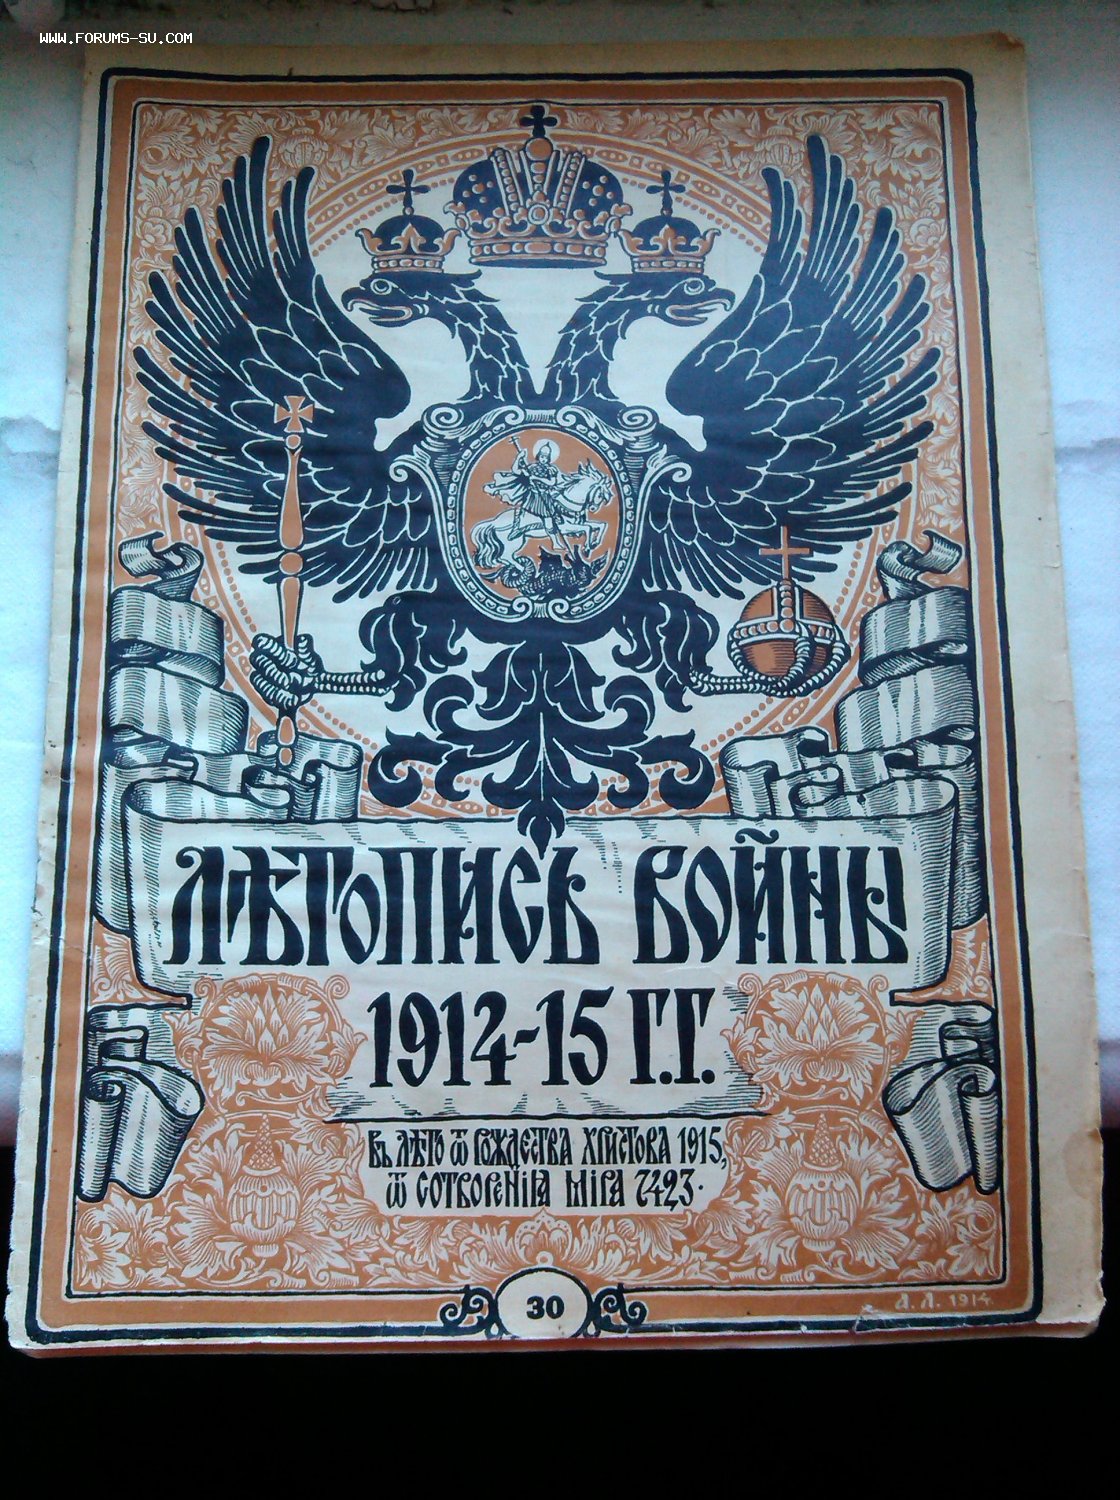 WWW.FORUMS-SU.COM
ЛѢТОПИСЬ ВОЙНЫ
1914-15 Г.Г.
ВЪ ЛѢТО Ѿ РОЖДЕСТВА ХРИСТОВА 1915,
Ѿ СОТВОРЕНІЯ МІРА 7423.
30
А. Л. 1914